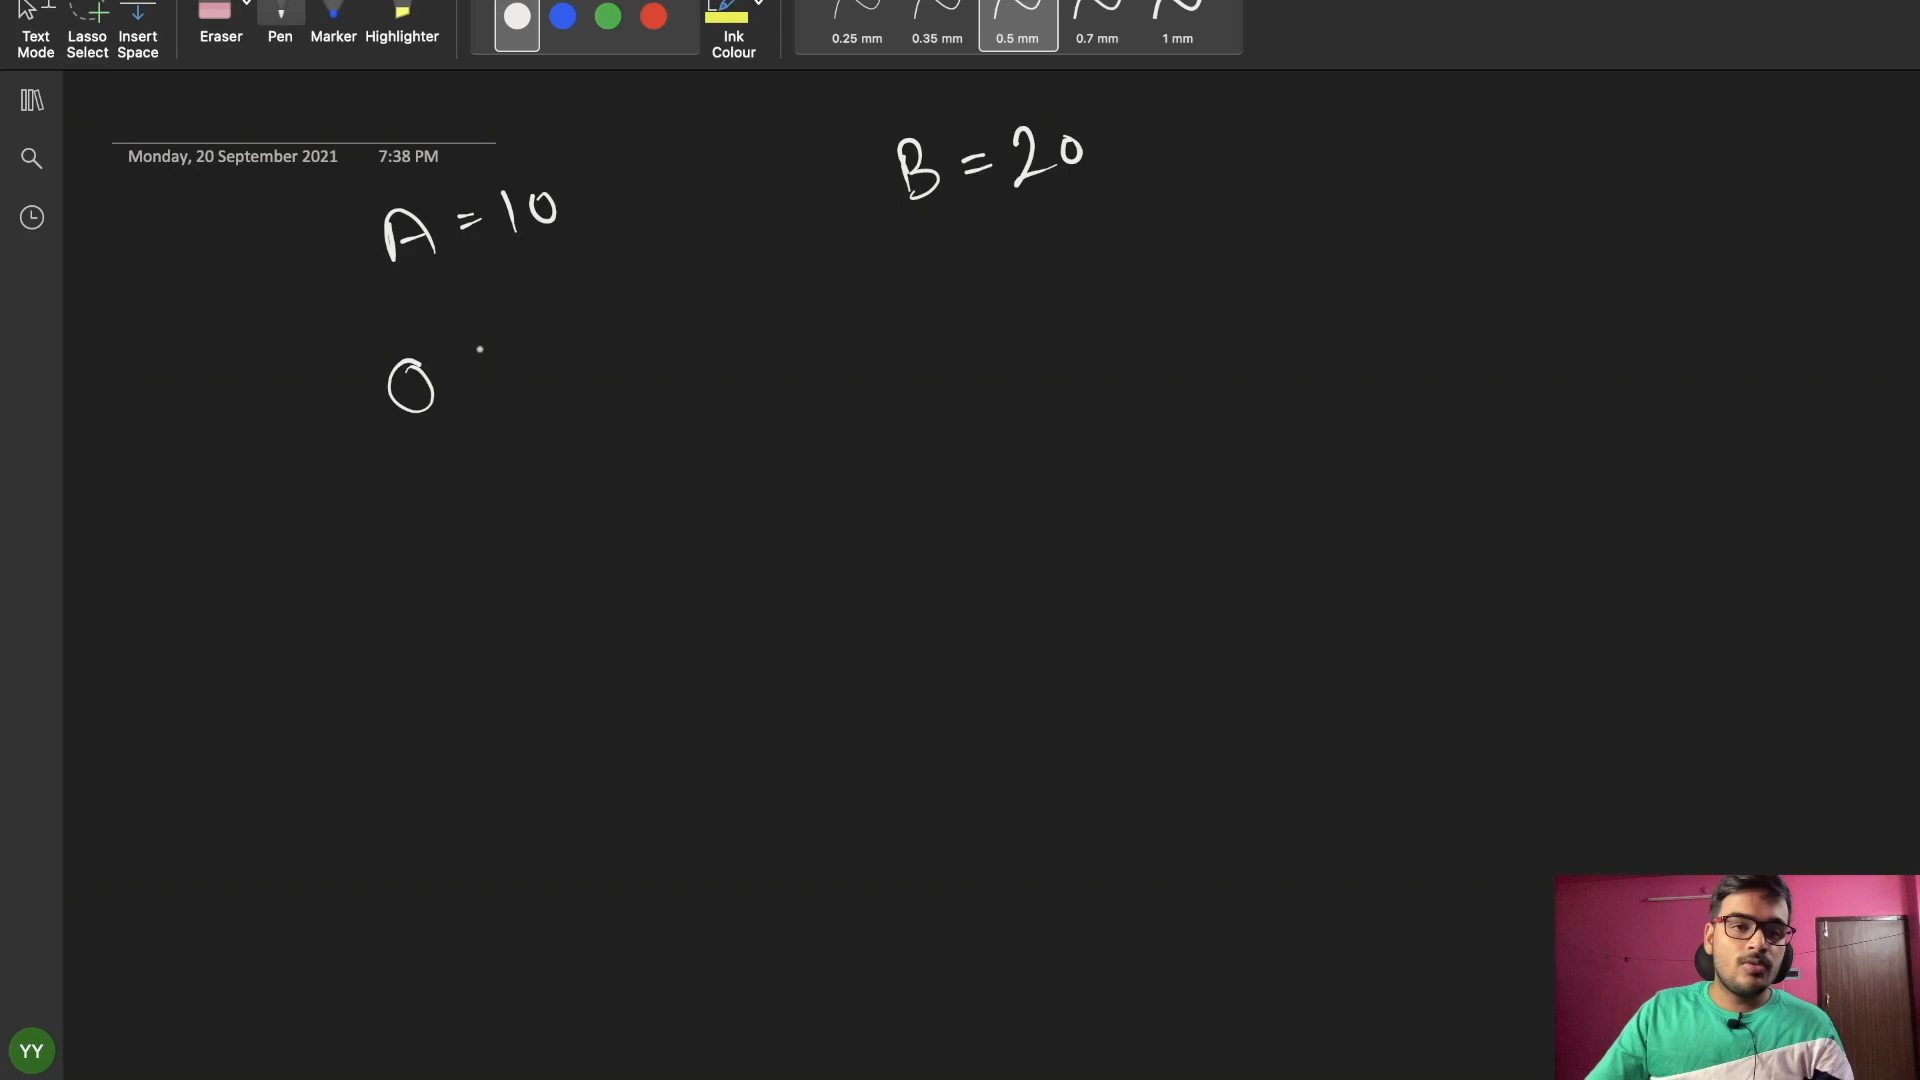 Text Mode
Lasso Select
Insert Space
Eraser
Pen
Marker
Highlighter
Ink Colour
0.25 mm
0.35 mm
0.5 mm
0.7 mm
1 mm
Monday, 20 September 2021 7:38 PM
B = 20
A = 10
O
YY